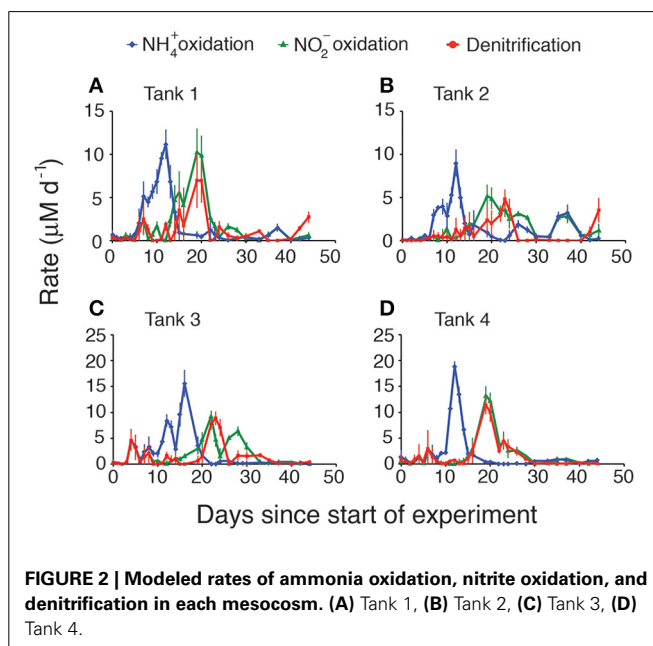 NH₄⁺ oxidation NO₂⁻ oxidation Denitrification
A Tank 1
B Tank 2
15
10
5
0
0 10 20 30 40 50
15
10
5
0
0 10 20 30 40 50
Rate (μM d⁻¹)
C Tank 3
D Tank 4
25
20
15
10
5
0
0 10 20 30 40 50
25
20
15
10
5
0
0 10 20 30 40 50
Days since start of experiment
FIGURE 2 | Modeled rates of ammonia oxidation, nitrite oxidation, and
denitrification in each mesocosm. (A) Tank 1, (B) Tank 2, (C) Tank 3, (D)
Tank 4.